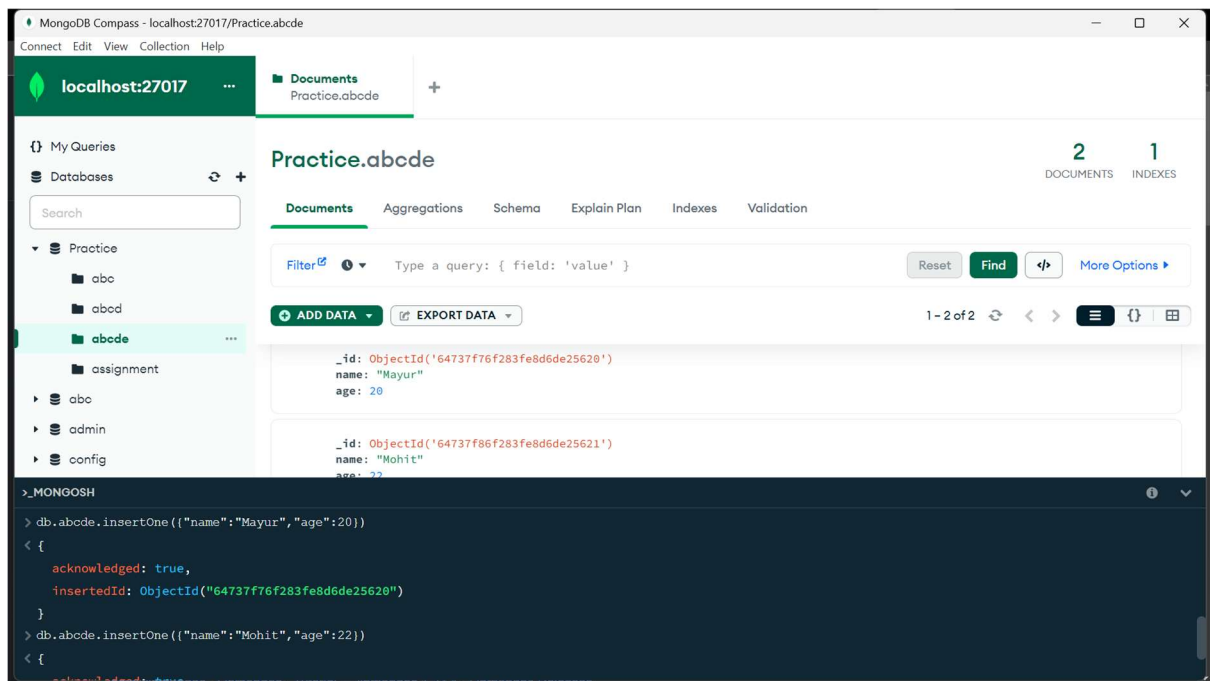 MongoDB Compass - localhost:27017/Practice.abcde
Connect Edit View Collection Help
localhost:27017 ...
Documents
Practice.abcde
+
{} My Queries
Databases
Search
Practice
abc
abcd
abcde ...
assignment
abc
admin
config
Practice.abcde
2
DOCUMENTS
1
INDEXES
Documents Aggregations Schema Explain Plan Indexes Validation
Filter Type a query: { field: 'value' } Reset Find </> More Options
ADD DATA EXPORT DATA 1 – 2 of 2 {}
_id: ObjectId('64737f76f283fe8d6de25620')
name: "Mayur"
age: 20
_id: ObjectId('64737f86f283fe8d6de25621')
name: "Mohit"
age: 22
>_MONGOSH
> db.abcde.insertOne({"name":"Mayur","age":20})
< {
acknowledged: true,
insertedId: ObjectId("64737f76f283fe8d6de25620")
}
> db.abcde.insertOne({"name":"Mohit","age":22})
< {
acknowledged: true